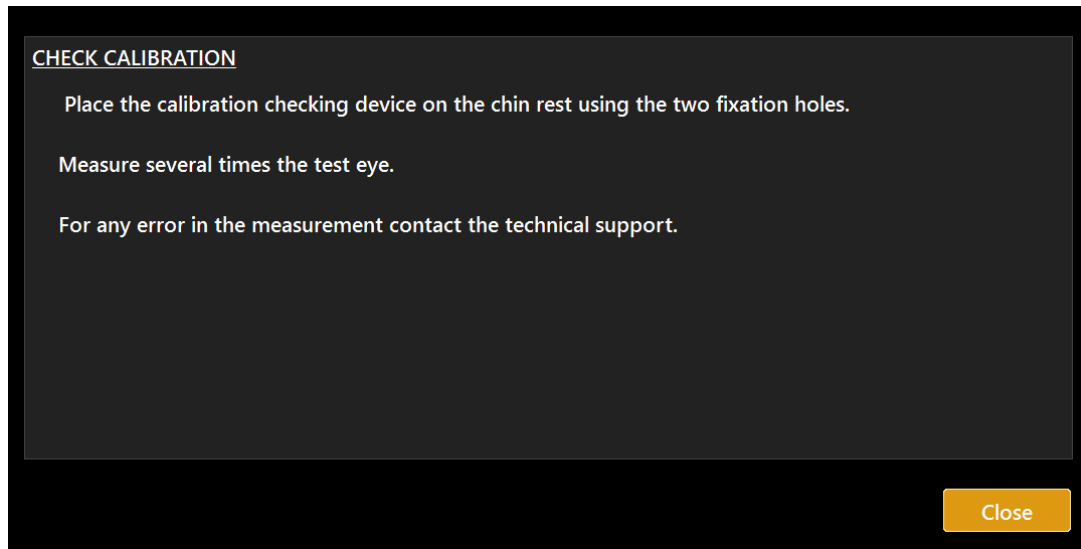 CHECK CALIBRATION
Place the calibration checking device on the chin rest using the two fixation holes.
Measure several times the test eye.
For any error in the measurement contact the technical support.
Close